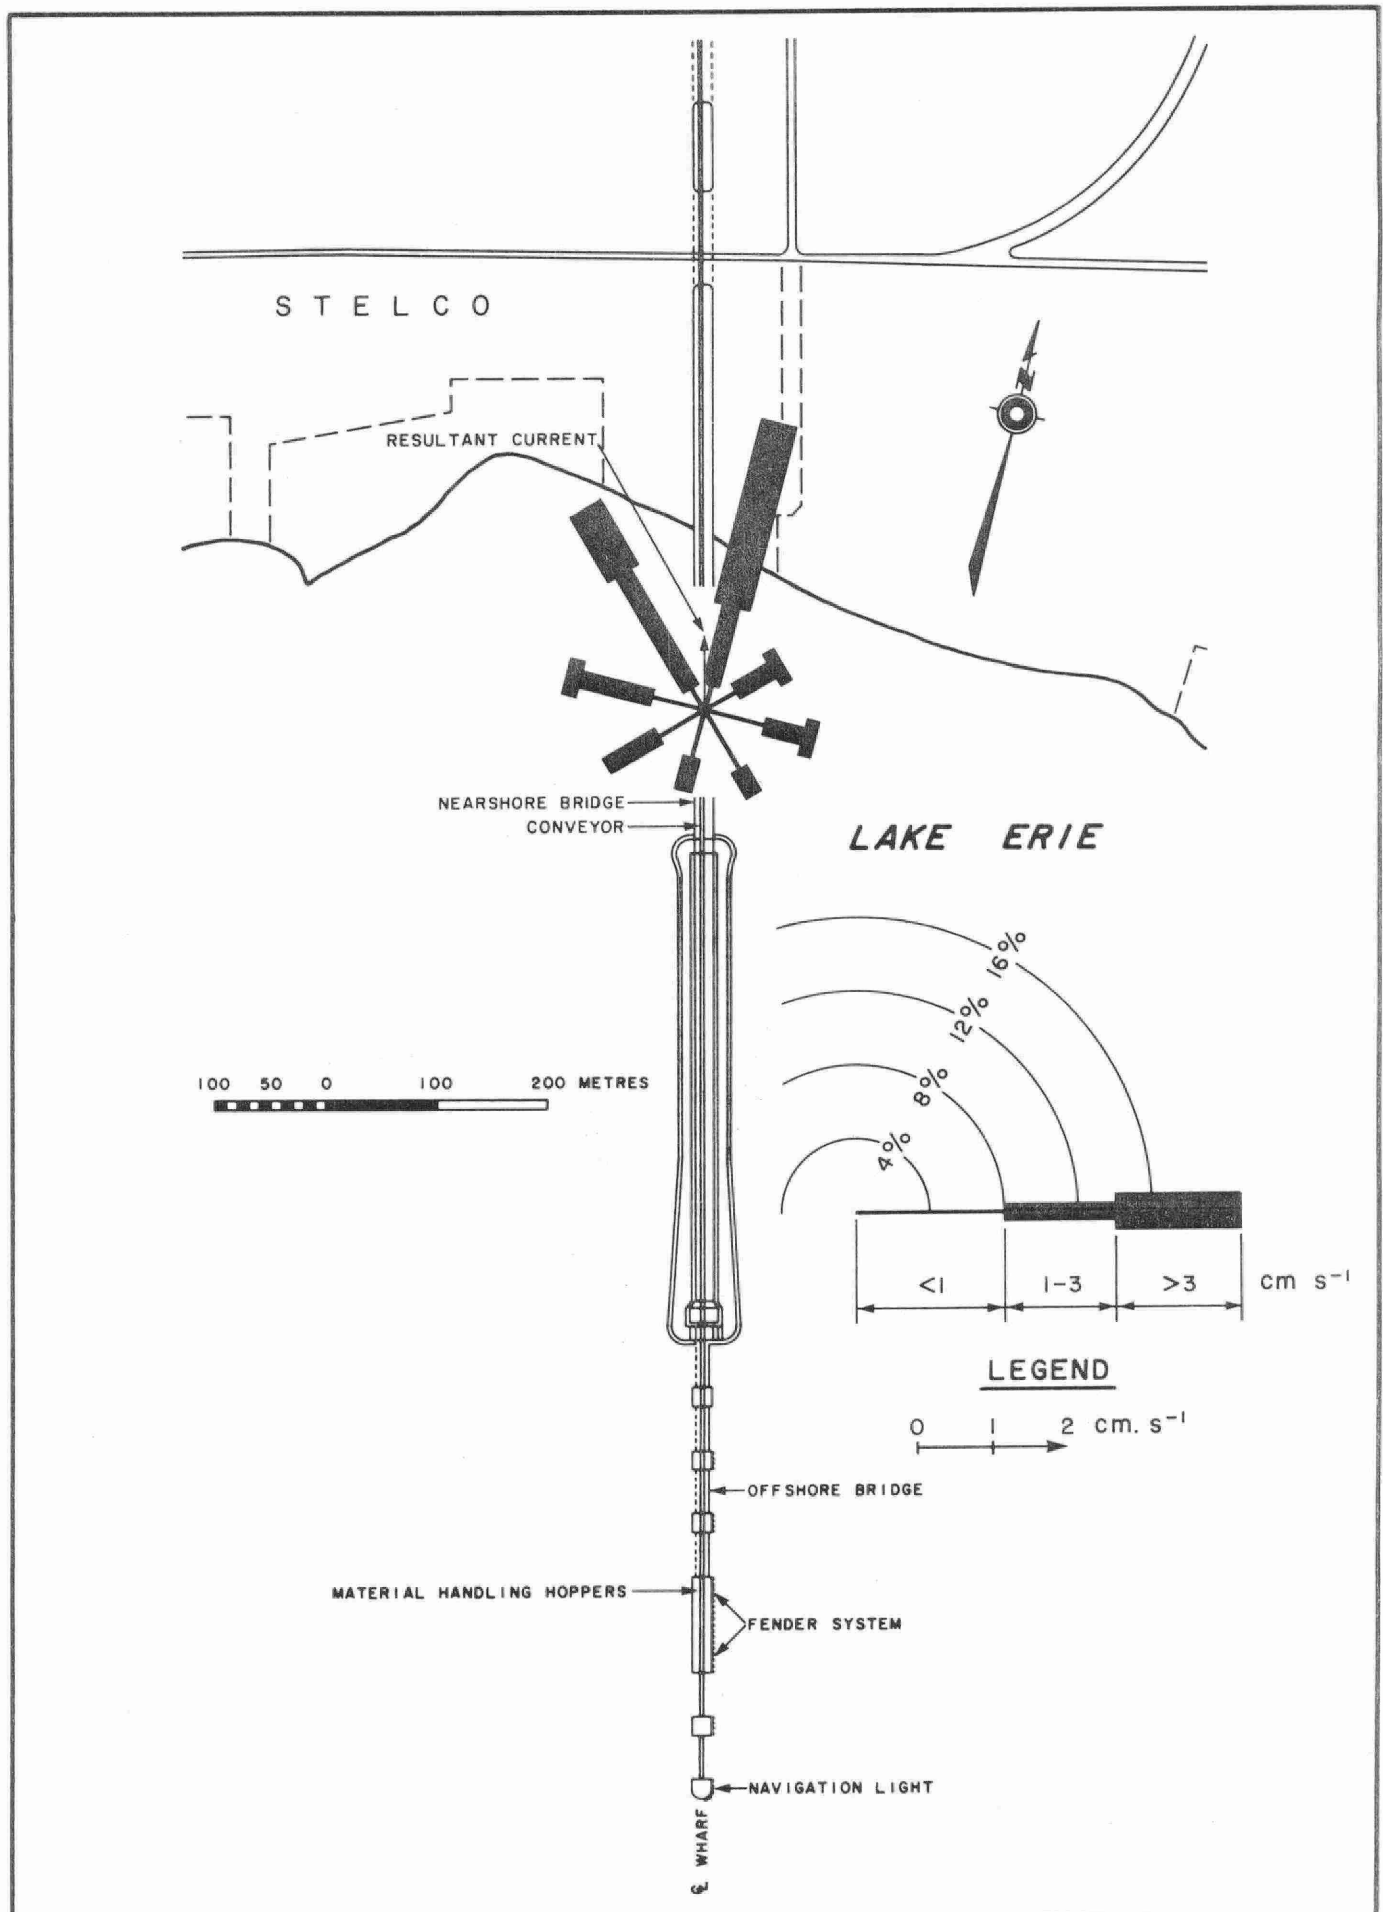 STELCO
N
RESULTANT CURRENT
NEARSHORE BRIDGE
CONVEYOR
LAKE ERIE
16%
12%
8%
4%
100 50 0 100 200 METRES
<1 1-3 >3 cm s⁻¹
LEGEND
0 1 2 cm. s⁻¹
OFFSHORE BRIDGE
MATERIAL HANDLING HOPPERS
FENDER SYSTEM
NAVIGATION LIGHT
℄ WHARF